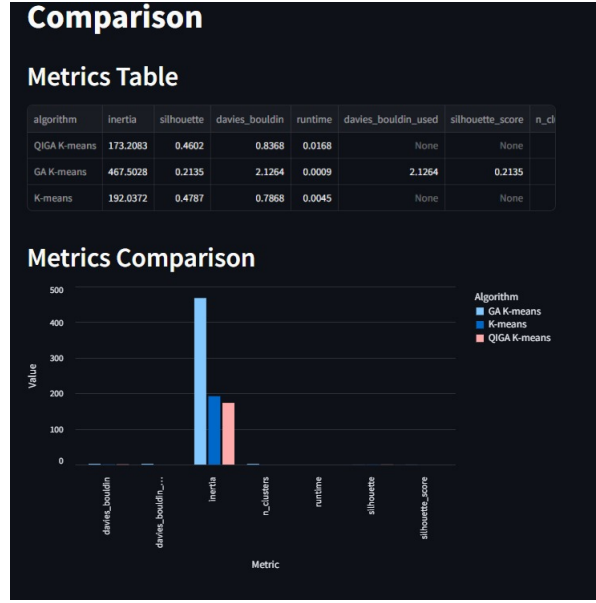 Comparison
Metrics Table
algorithm inertia silhouette davies_bouldin runtime davies_bouldin_used silhouette_score n_cl
QIGA K-means 173.2083 0.4602 0.8368 0.0168 None None
GA K-means 467.5028 0.2135 2.1264 0.0009 2.1264 0.2135
K-means 192.0372 0.4787 0.7868 0.0045 None None
Metrics Comparison
500
400
300
200
100
0
Value
Algorithm
GA K-means
K-means
QIGA K-means
davies_bouldin
davies_bouldin_…
inertia
n_clusters
runtime
silhouette
silhouette_score
Metric